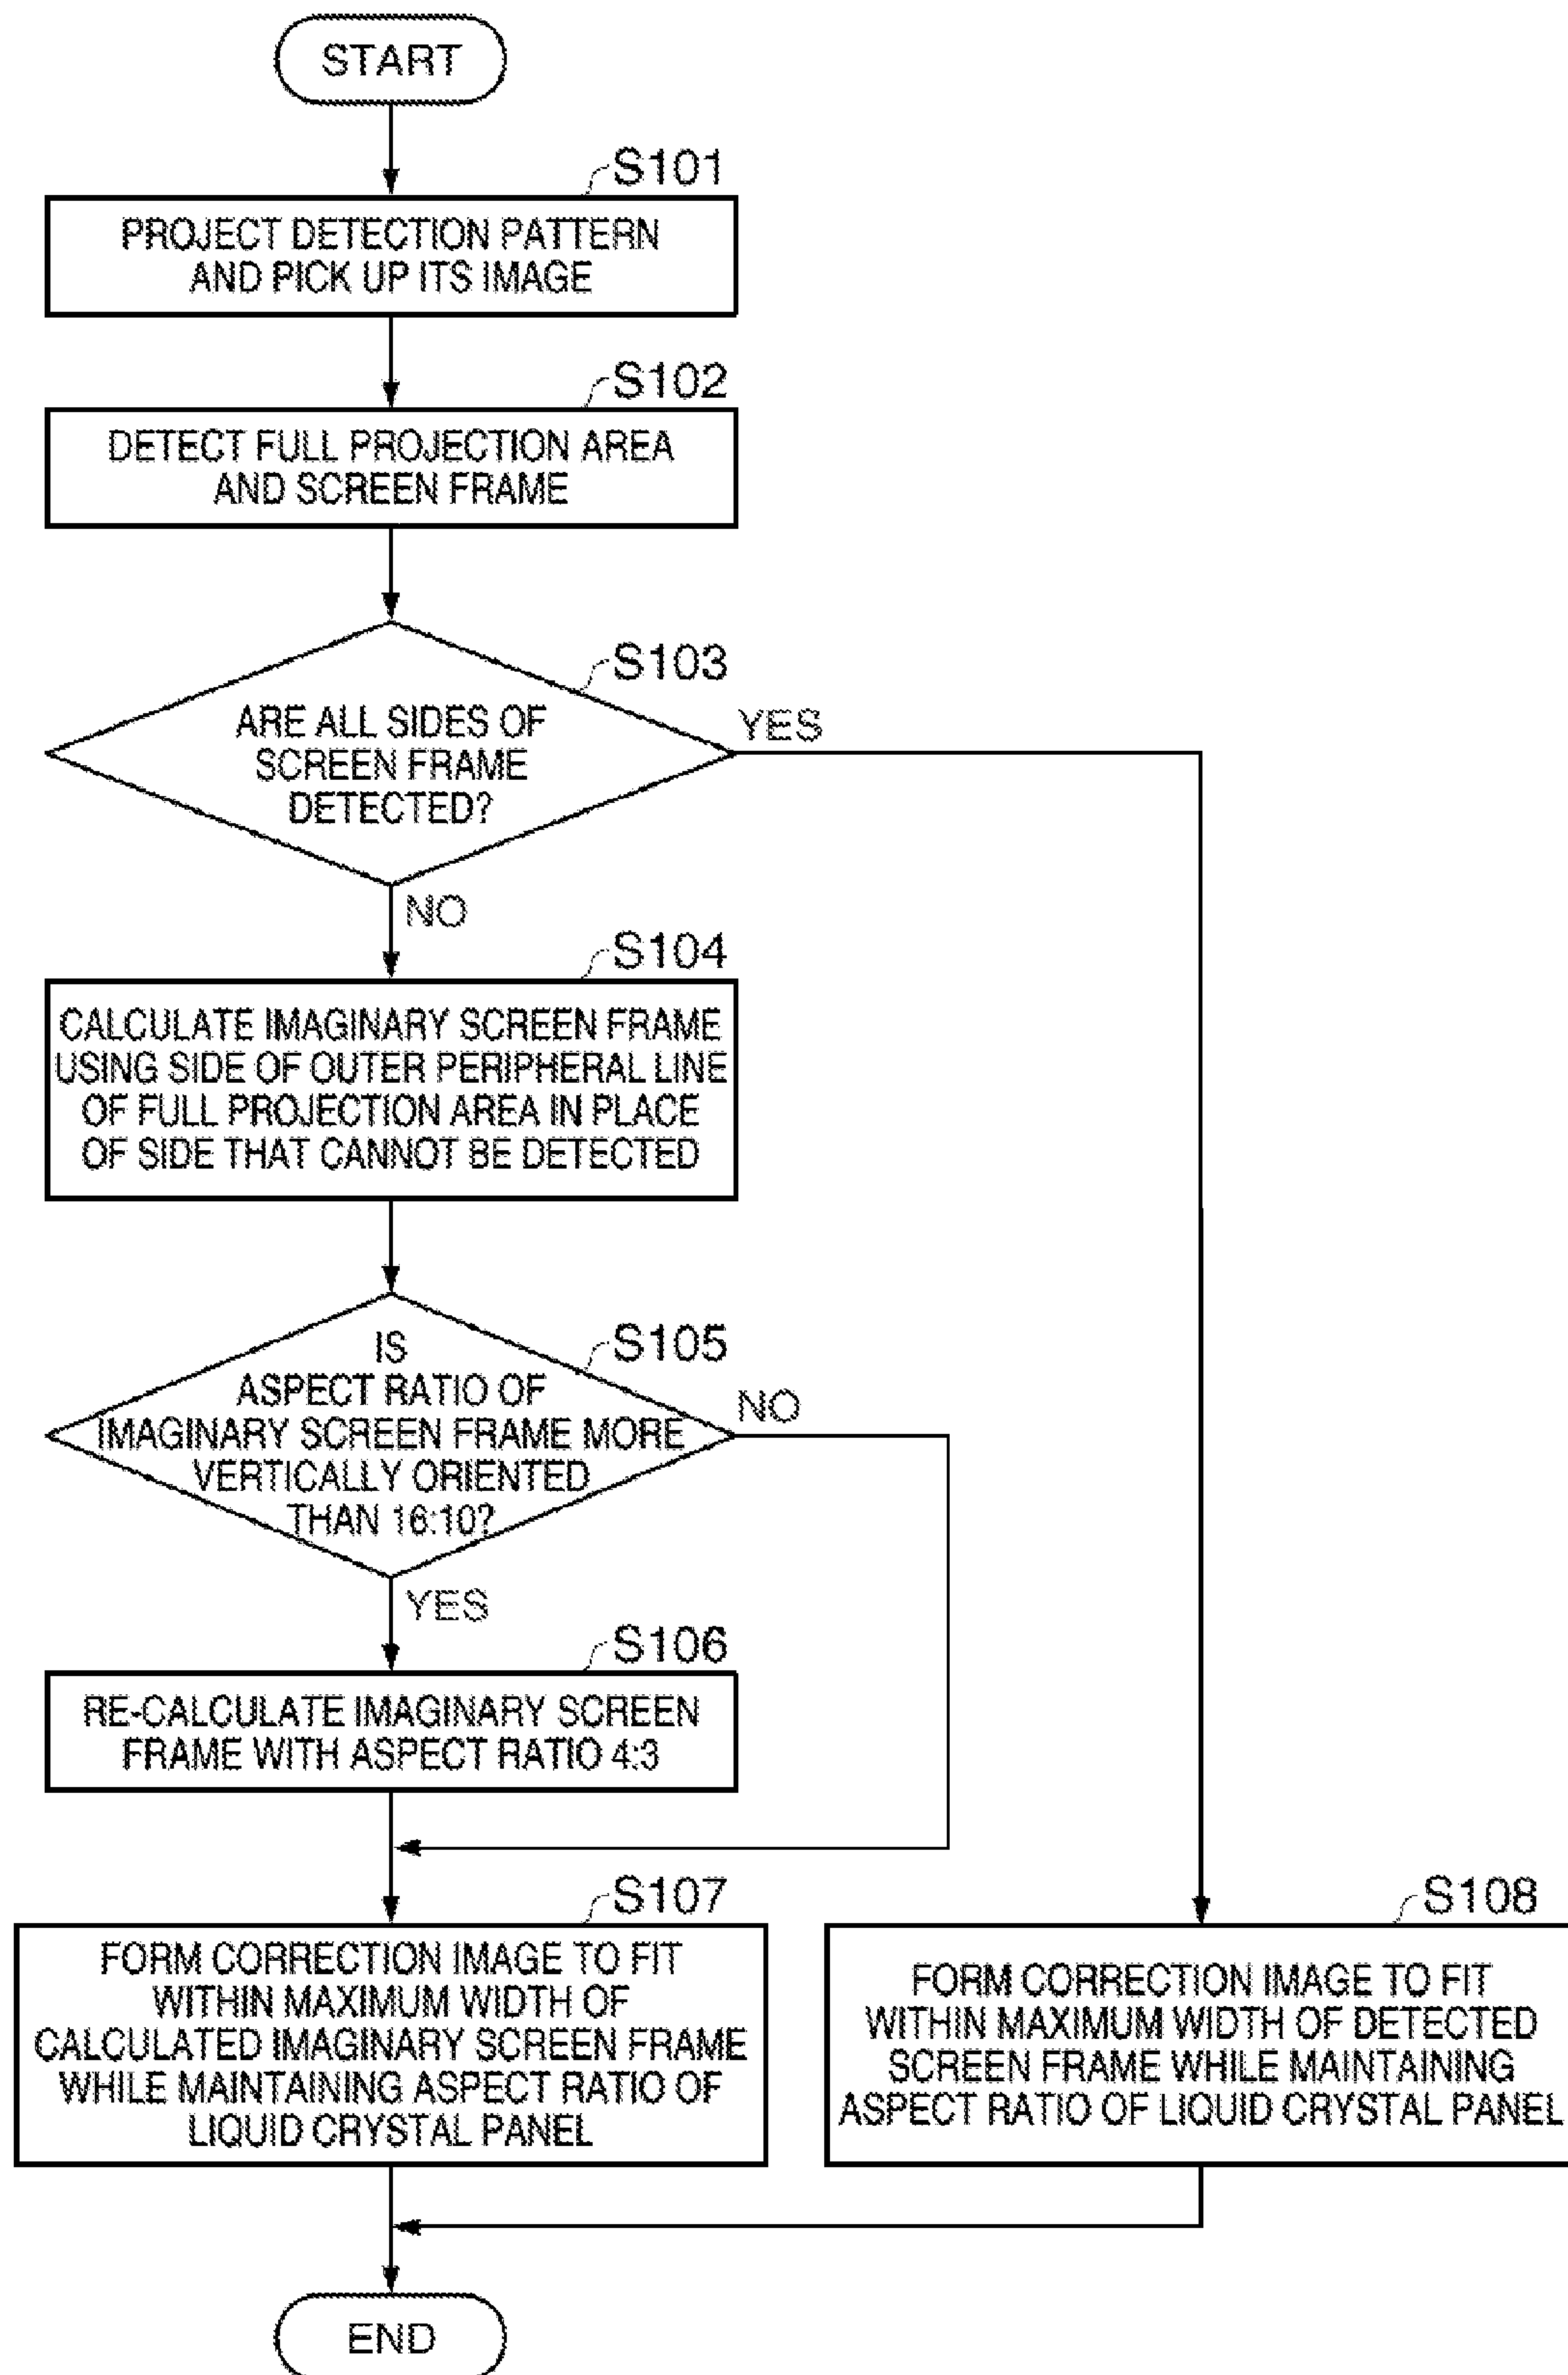 START
S101
PROJECT DETECTION PATTERN
AND PICK UP ITS IMAGE
S102
DETECT FULL PROJECTION AREA
AND SCREEN FRAME
S103
ARE ALL SIDES OF
SCREEN FRAME
DETECTED?
YES
NO
S104
CALCULATE IMAGINARY SCREEN FRAME
USING SIDE OF OUTER PERIPHERAL LINE
OF FULL PROJECTION AREA IN PLACE
OF SIDE THAT CANNOT BE DETECTED
S105
IS
ASPECT RATIO OF
IMAGINARY SCREEN FRAME MORE
VERTICALLY ORIENTED
THAN 16:10?
NO
YES
S106
RE-CALCULATE IMAGINARY SCREEN
FRAME WITH ASPECT RATIO 4:3
S107
FORM CORRECTION IMAGE TO FIT
WITHIN MAXIMUM WIDTH OF
CALCULATED IMAGINARY SCREEN FRAME
WHILE MAINTAINING ASPECT RATIO OF
LIQUID CRYSTAL PANEL
S108
FORM CORRECTION IMAGE TO FIT
WITHIN MAXIMUM WIDTH OF DETECTED
SCREEN FRAME WHILE MAINTAINING
ASPECT RATIO OF LIQUID CRYSTAL PANEL
END